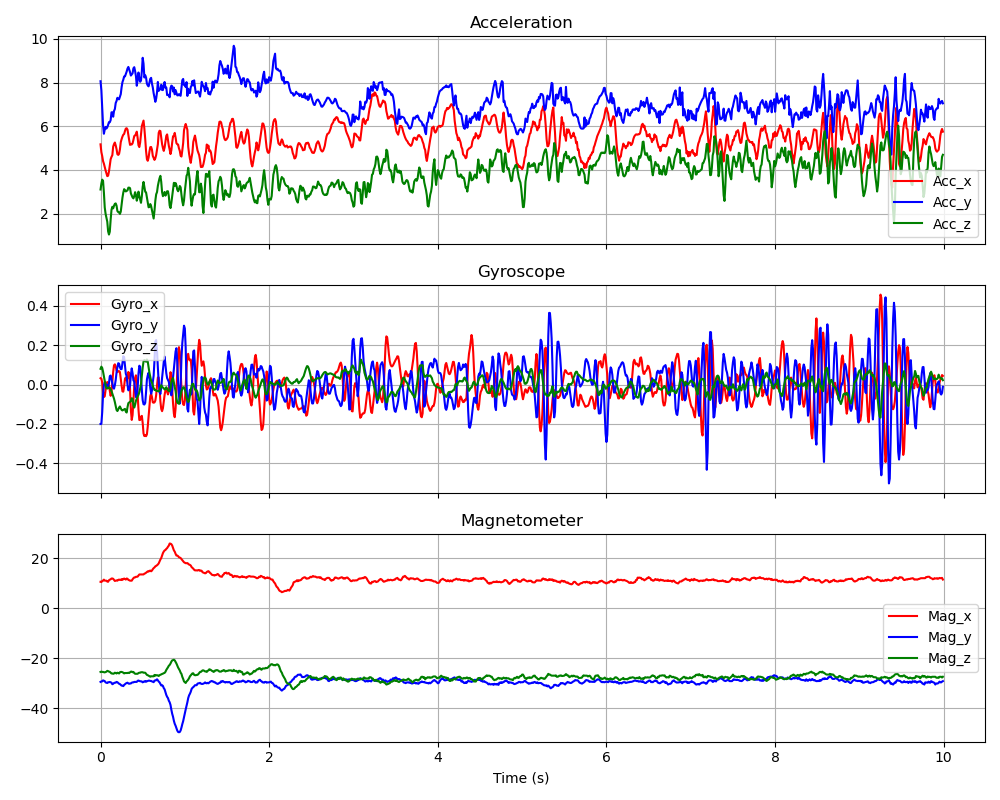 Acceleration
10
8
6
4
2
Acc_x
Acc_y
Acc_z
Gyroscope
0.4
0.2
0.0
−0.2
−0.4
Gyro_x
Gyro_y
Gyro_z
Magnetometer
20
0
−20
−40
Mag_x
Mag_y
Mag_z
0 2 4 6 8 10
Time (s)